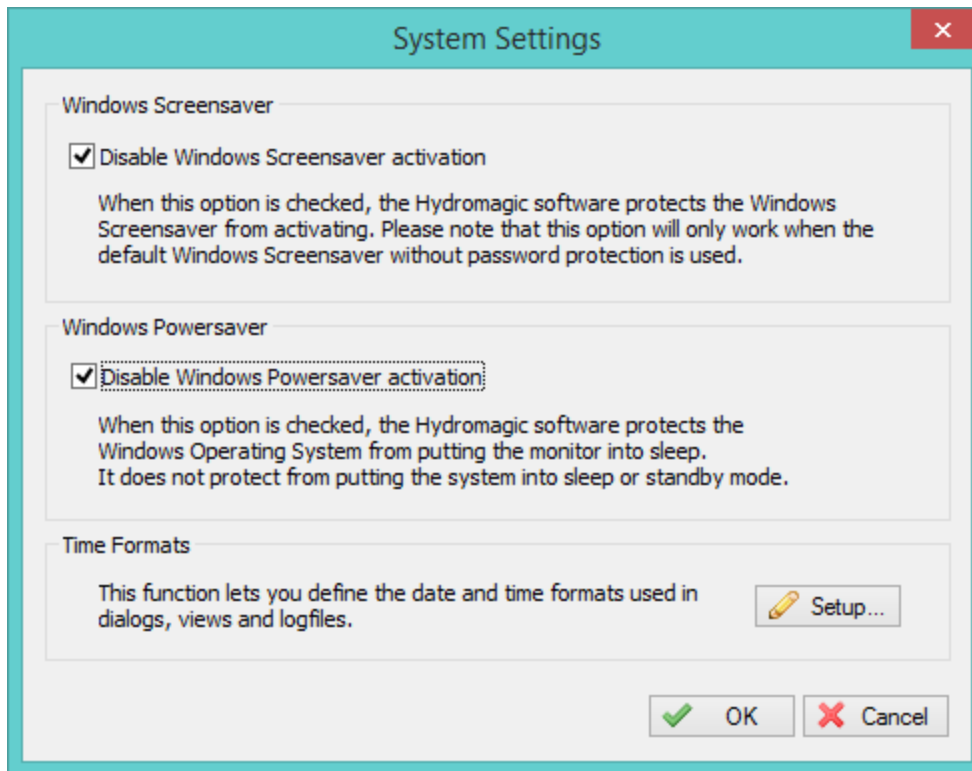 System Settings
Windows Screensaver
Disable Windows Screensaver activation
When this option is checked, the Hydromagic software protects the Windows
Screensaver from activating. Please note that this option will only work when the
default Windows Screensaver without password protection is used.
Windows Powersaver
Disable Windows Powersaver activation
When this option is checked, the Hydromagic software protects the
Windows Operating System from putting the monitor into sleep.
It does not protect from putting the system into sleep or standby mode.
Time Formats
This function lets you define the date and time formats used in
dialogs, views and logfiles.
Setup...
OK
Cancel